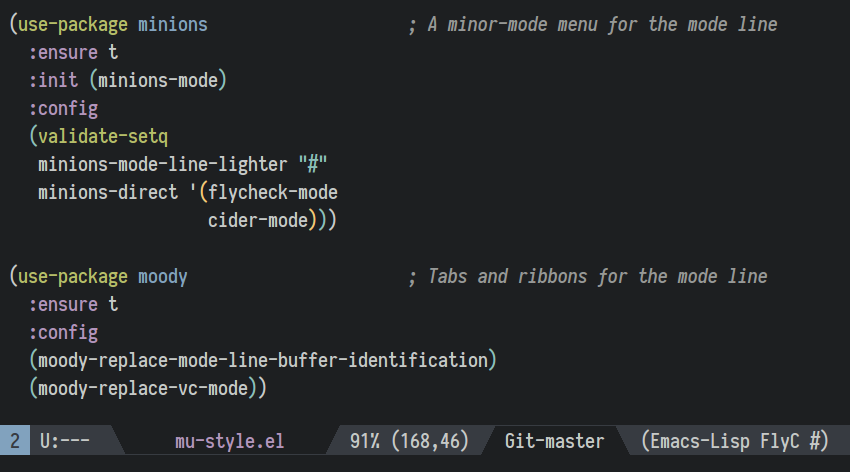 (use-package minions                    ; A minor-mode menu for the mode line
  :ensure t
  :init (minions-mode)
  :config
  (validate-setq
   minions-mode-line-lighter "#"
   minions-direct '(flycheck-mode
                    cider-mode)))
(use-package moody                      ; Tabs and ribbons for the mode line
  :ensure t
  :config
  (moody-replace-mode-line-buffer-identification)
  (moody-replace-vc-mode))
2 U:--- mu-style.el 91% (168,46) Git-master (Emacs-Lisp FlyC #)